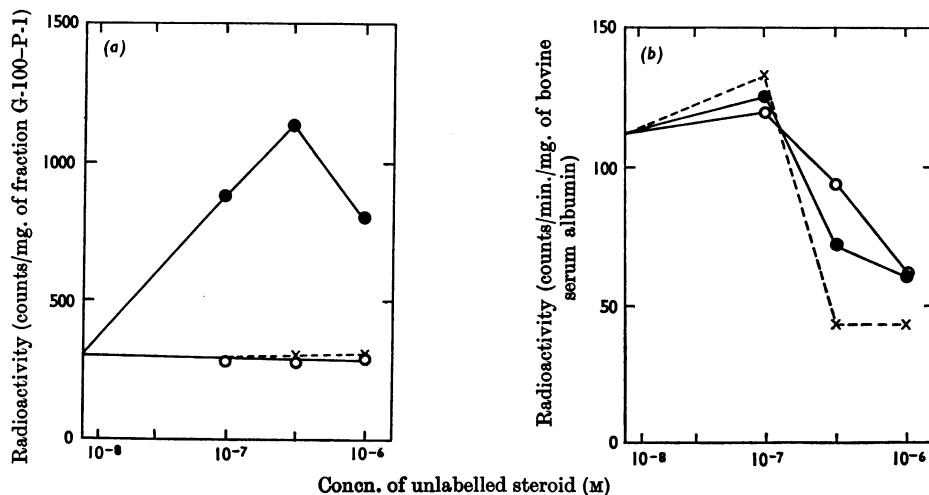 Radioactivity (counts/mg. of fraction G-100–P-1)
1500
1000
500
0
(a)
10⁻⁸
10⁻⁷
10⁻⁶
Radioactivity (counts/min./mg. of bovine
serum albumin)
150
100
50
0
(b)
10⁻⁸
10⁻⁷
10⁻⁶
Concn. of unlabelled steroid (M)